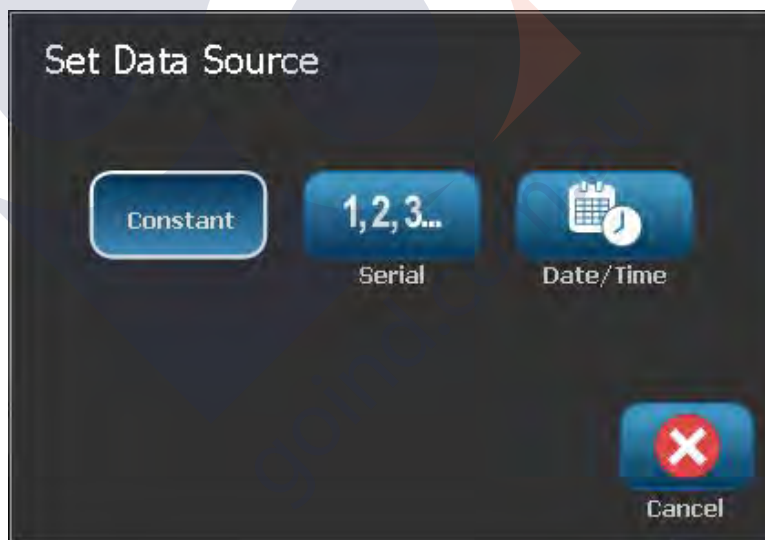 Set Data Source
Constant
1, 2, 3...
Serial
Date/Time
Cancel